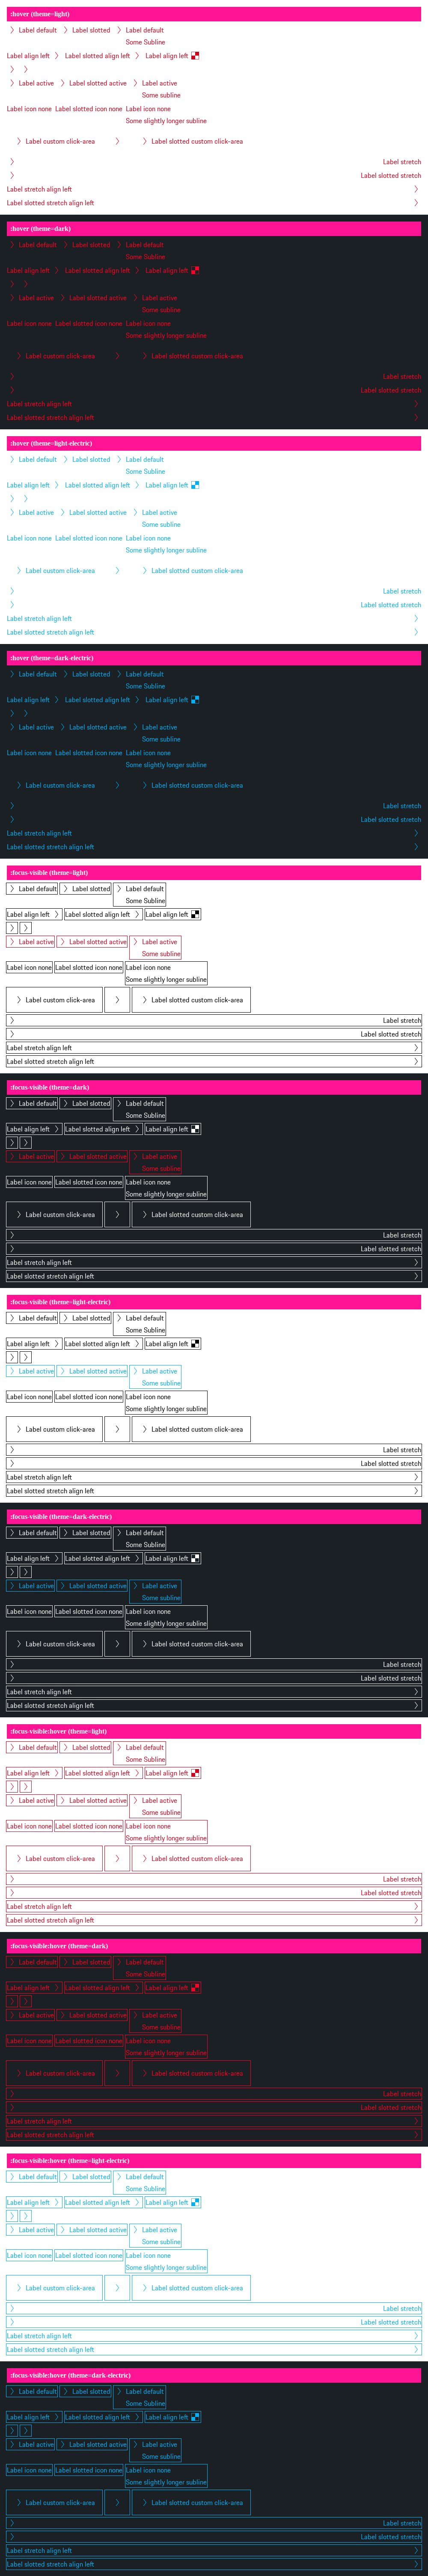 :hover (theme=light)
Label default Label slotted Label default
Some Subline
Label align left Label slotted align left Label align left
Label active Label slotted active Label active
Some subline
Label icon none Label slotted icon none Label icon none
Some slightly longer subline
Label custom click-area Label slotted custom click-area
Label stretch
Label slotted stretch
Label stretch align left
Label slotted stretch align left
:hover (theme=dark)
Label default Label slotted Label default
Some Subline
Label align left Label slotted align left Label align left
Label active Label slotted active Label active
Some subline
Label icon none Label slotted icon none Label icon none
Some slightly longer subline
Label custom click-area Label slotted custom click-area
Label stretch
Label slotted stretch
Label stretch align left
Label slotted stretch align left
:hover (theme=light-electric)
Label default Label slotted Label default
Some Subline
Label align left Label slotted align left Label align left
Label active Label slotted active Label active
Some subline
Label icon none Label slotted icon none Label icon none
Some slightly longer subline
Label custom click-area Label slotted custom click-area
Label stretch
Label slotted stretch
Label stretch align left
Label slotted stretch align left
:hover (theme=dark-electric)
Label default Label slotted Label default
Some Subline
Label align left Label slotted align left Label align left
Label active Label slotted active Label active
Some subline
Label icon none Label slotted icon none Label icon none
Some slightly longer subline
Label custom click-area Label slotted custom click-area
Label stretch
Label slotted stretch
Label stretch align left
Label slotted stretch align left
:focus-visible (theme=light)
Label default Label slotted Label default
Some Subline
Label align left Label slotted align left Label align left
Label active Label slotted active Label active
Some subline
Label icon none Label slotted icon none Label icon none
Some slightly longer subline
Label custom click-area Label slotted custom click-area
Label stretch
Label slotted stretch
Label stretch align left
Label slotted stretch align left
:focus-visible (theme=dark)
Label default Label slotted Label default
Some Subline
Label align left Label slotted align left Label align left
Label active Label slotted active Label active
Some subline
Label icon none Label slotted icon none Label icon none
Some slightly longer subline
Label custom click-area Label slotted custom click-area
Label stretch
Label slotted stretch
Label stretch align left
Label slotted stretch align left
:focus-visible (theme=light-electric)
Label default Label slotted Label default
Some Subline
Label align left Label slotted align left Label align left
Label active Label slotted active Label active
Some subline
Label icon none Label slotted icon none Label icon none
Some slightly longer subline
Label custom click-area Label slotted custom click-area
Label stretch
Label slotted stretch
Label stretch align left
Label slotted stretch align left
:focus-visible (theme=dark-electric)
Label default Label slotted Label default
Some Subline
Label align left Label slotted align left Label align left
Label active Label slotted active Label active
Some subline
Label icon none Label slotted icon none Label icon none
Some slightly longer subline
Label custom click-area Label slotted custom click-area
Label stretch
Label slotted stretch
Label stretch align left
Label slotted stretch align left
:focus-visible:hover (theme=light)
Label default Label slotted Label default
Some Subline
Label align left Label slotted align left Label align left
Label active Label slotted active Label active
Some subline
Label icon none Label slotted icon none Label icon none
Some slightly longer subline
Label custom click-area Label slotted custom click-area
Label stretch
Label slotted stretch
Label stretch align left
Label slotted stretch align left
:focus-visible:hover (theme=dark)
Label default Label slotted Label default
Some Subline
Label align left Label slotted align left Label align left
Label active Label slotted active Label active
Some subline
Label icon none Label slotted icon none Label icon none
Some slightly longer subline
Label custom click-area Label slotted custom click-area
Label stretch
Label slotted stretch
Label stretch align left
Label slotted stretch align left
:focus-visible:hover (theme=light-electric)
Label default Label slotted Label default
Some Subline
Label align left Label slotted align left Label align left
Label active Label slotted active Label active
Some subline
Label icon none Label slotted icon none Label icon none
Some slightly longer subline
Label custom click-area Label slotted custom click-area
Label stretch
Label slotted stretch
Label stretch align left
Label slotted stretch align left
:focus-visible:hover (theme=dark-electric)
Label default Label slotted Label default
Some Subline
Label align left Label slotted align left Label align left
Label active Label slotted active Label active
Some subline
Label icon none Label slotted icon none Label icon none
Some slightly longer subline
Label custom click-area Label slotted custom click-area
Label stretch
Label slotted stretch
Label stretch align left
Label slotted stretch align left